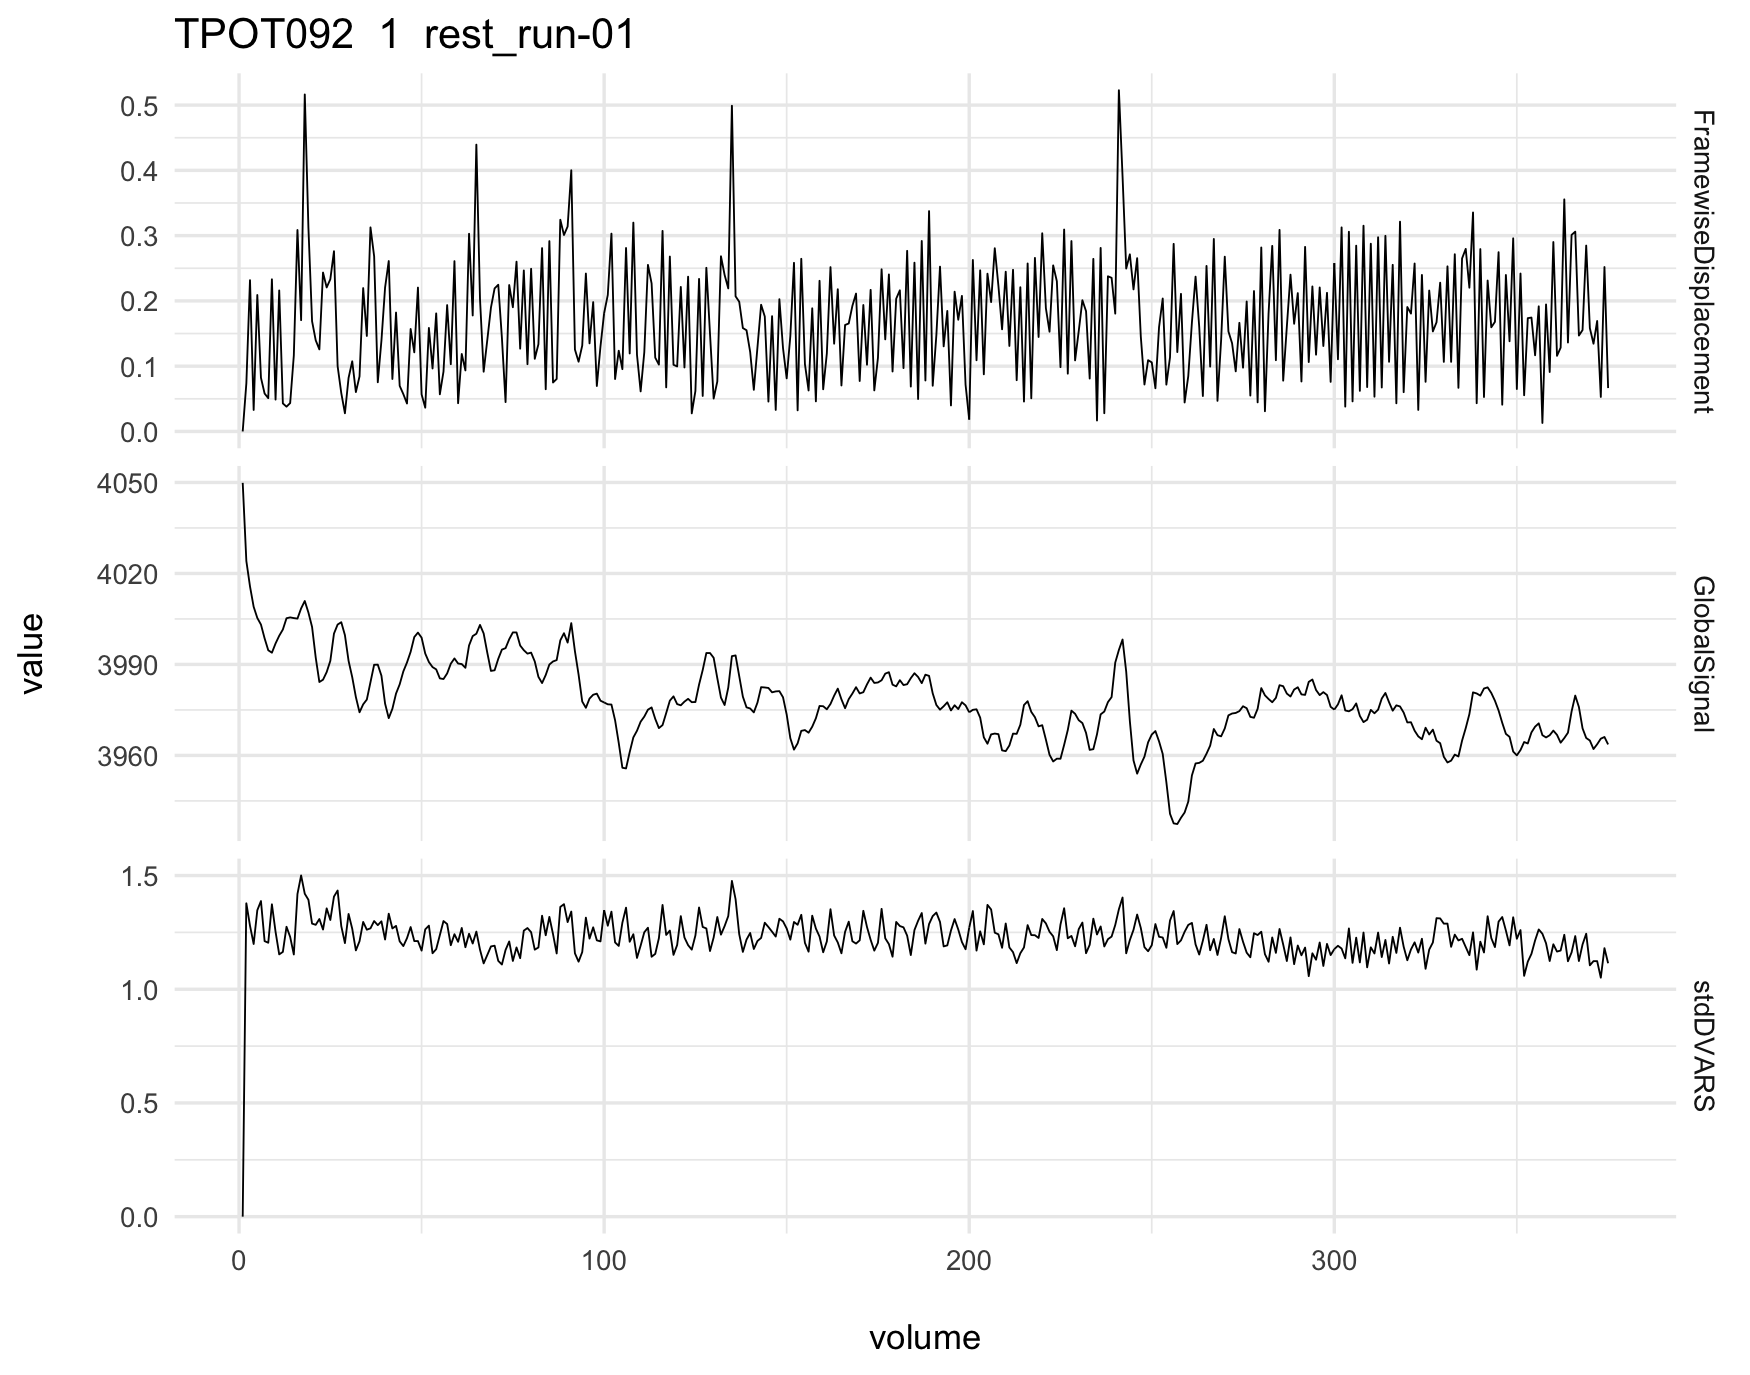 TPOT092  1  rest_run-01
0.5
0.4
0.3
0.2
0.1
0.0
FramewiseDisplacement
4050
4020
3990
3960
GlobalSignal
value
1.5
1.0
0.5
0.0
stdDVARS
0 100 200 300
volume